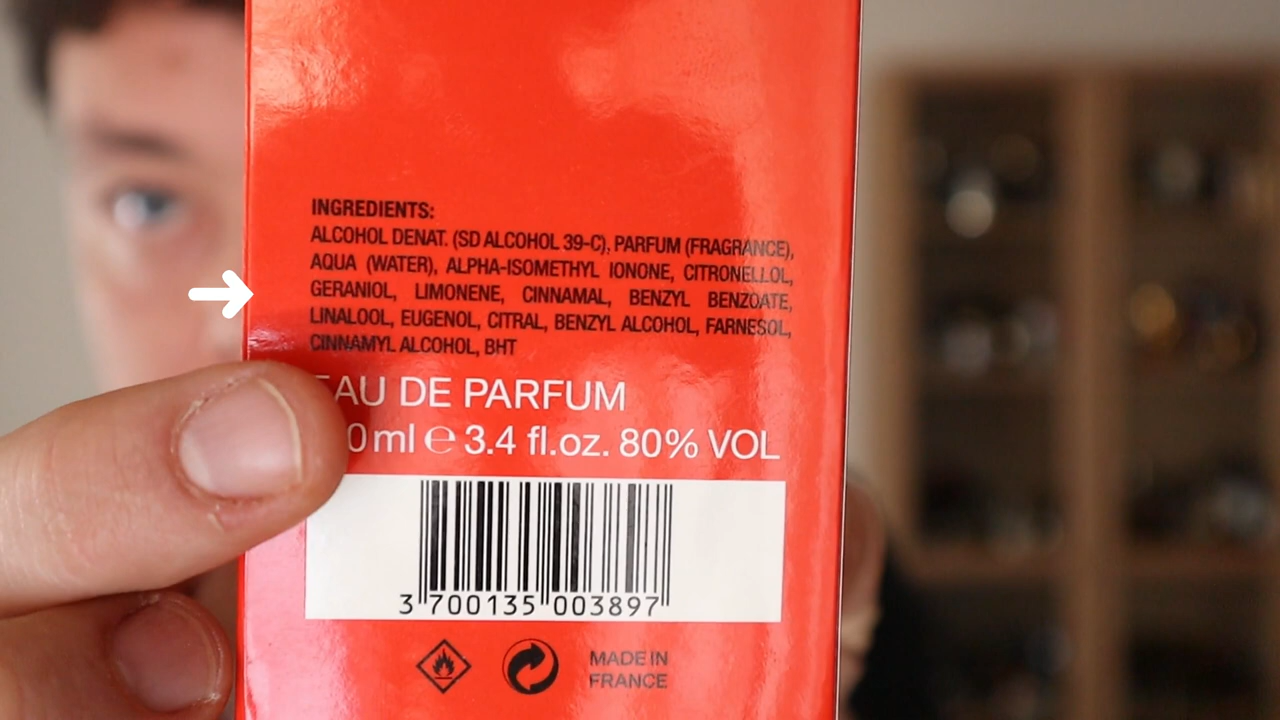 INGREDIENTS:
ALCOHOL DENAT. (SD ALCOHOL 39-C), PARFUM (FRAGRANCE),
AQUA (WATER), ALPHA-ISOMETHYL IONONE, CITRONELLOL,
GERANIOL, LIMONENE, CINNAMAL, BENZYL BENZOATE,
LINALOOL, EUGENOL, CITRAL, BENZYL ALCOHOL, FARNESOL,
CINNAMYL ALCOHOL, BHT
EAU DE PARFUM
0ml ℮ 3.4 fl.oz. 80% VOL
3 700135 003897
MADE IN
FRANCE